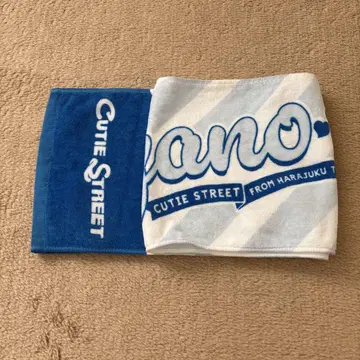 CUTIE STREET
ano
CUTIE STREET
FROM HARAJUKU T